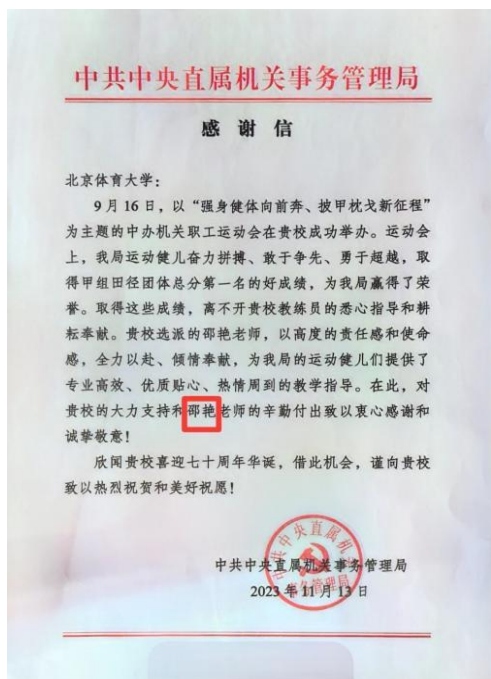 中共中央直属机关事务管理局
感谢信
北京体育大学：
9月16日，以“强身健体向前奔、披甲枕戈新征程”
为主题的中办机关职工运动会在贵校成功举办。运动会
上，我局运动健儿奋力拼搏、敢于争先、勇于超越，取
得甲组田径团体总分第一名的好成绩，为我局赢得了荣
誉。取得这些成绩，离不开贵校教练员的悉心指导和耕
耘奉献。贵校选派的邵艳老师，以高度的责任感和使命
感，全力以赴、倾情奉献，为我局的运动健儿们提供了
专业高效、优质贴心、热情周到的教学指导。在此，对
贵校的大力支持和邵艳老师的辛勤付出致以衷心感谢和
诚挚敬意！
欣闻贵校喜迎七十周年华诞，借此机会，谨向贵校
致以热烈祝贺和美好祝愿！
中共中央直属机关事务管理局
2023年11月13日
中共中央直属机关事务管理局